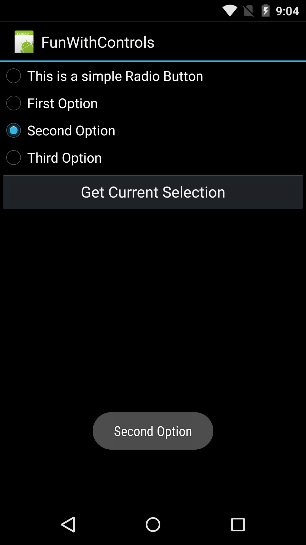 9:04
FunWithControls
This is a simple Radio Button
First Option
Second Option
Third Option
Get Current Selection
Second Option